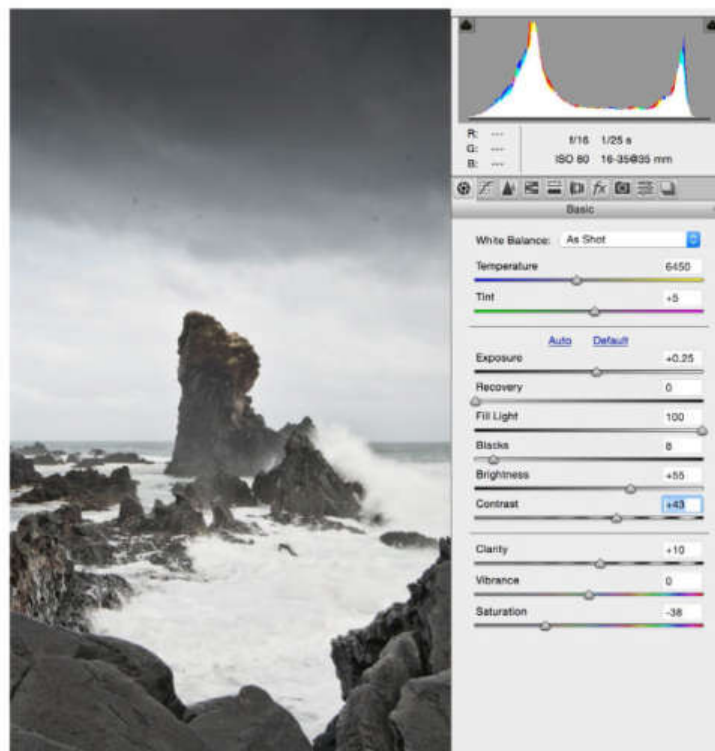 R: ---
G: ---
B: ---
f/16 1/25 s
ISO 80 16-35@35 mm
fx
Basic
White Balance: As Shot
Temperature 6450
Tint +5
Auto Default
Exposure +0.25
Recovery 0
Fill Light 100
Blacks 8
Brightness +55
Contrast +43
Clarity +10
Vibrance 0
Saturation -38